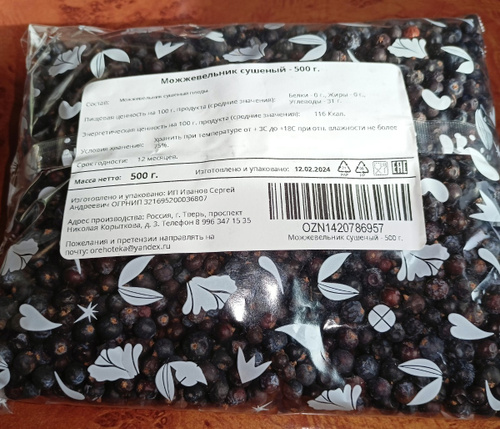 Можжевельник сушеный - 500 г.
Состав: Можжевельник сушеный плоды. Белки - 0 г., Жиры - 0 г.,
Пищевая ценность на 100 г. продукта (средние значения): Углеводы - 31 г.
Энергетическая ценность на 100 г. продукта (средние значения): 116 Ккал.
Условия хранения: Хранить при температуре от + 3С до +18С при отн. влажности не более
75%
Срок годности: 12 месяцев.
Масса нетто: 500 г. Изготовлено и упаковано: 12.02.2024
Изготовлено и упаковано: ИП Иванов Сергей
Андреевич ОГРНИП 321695200036807
Адрес производства: Россия, г. Тверь, проспект
Николая Корыткова, д. 3. Телефон 8 996 347 15 35
Пожелания и претензии направлять на
почту: orehoteka@yandex.ru
OZN1420786957
Можжевельник сушеный - 500 г.